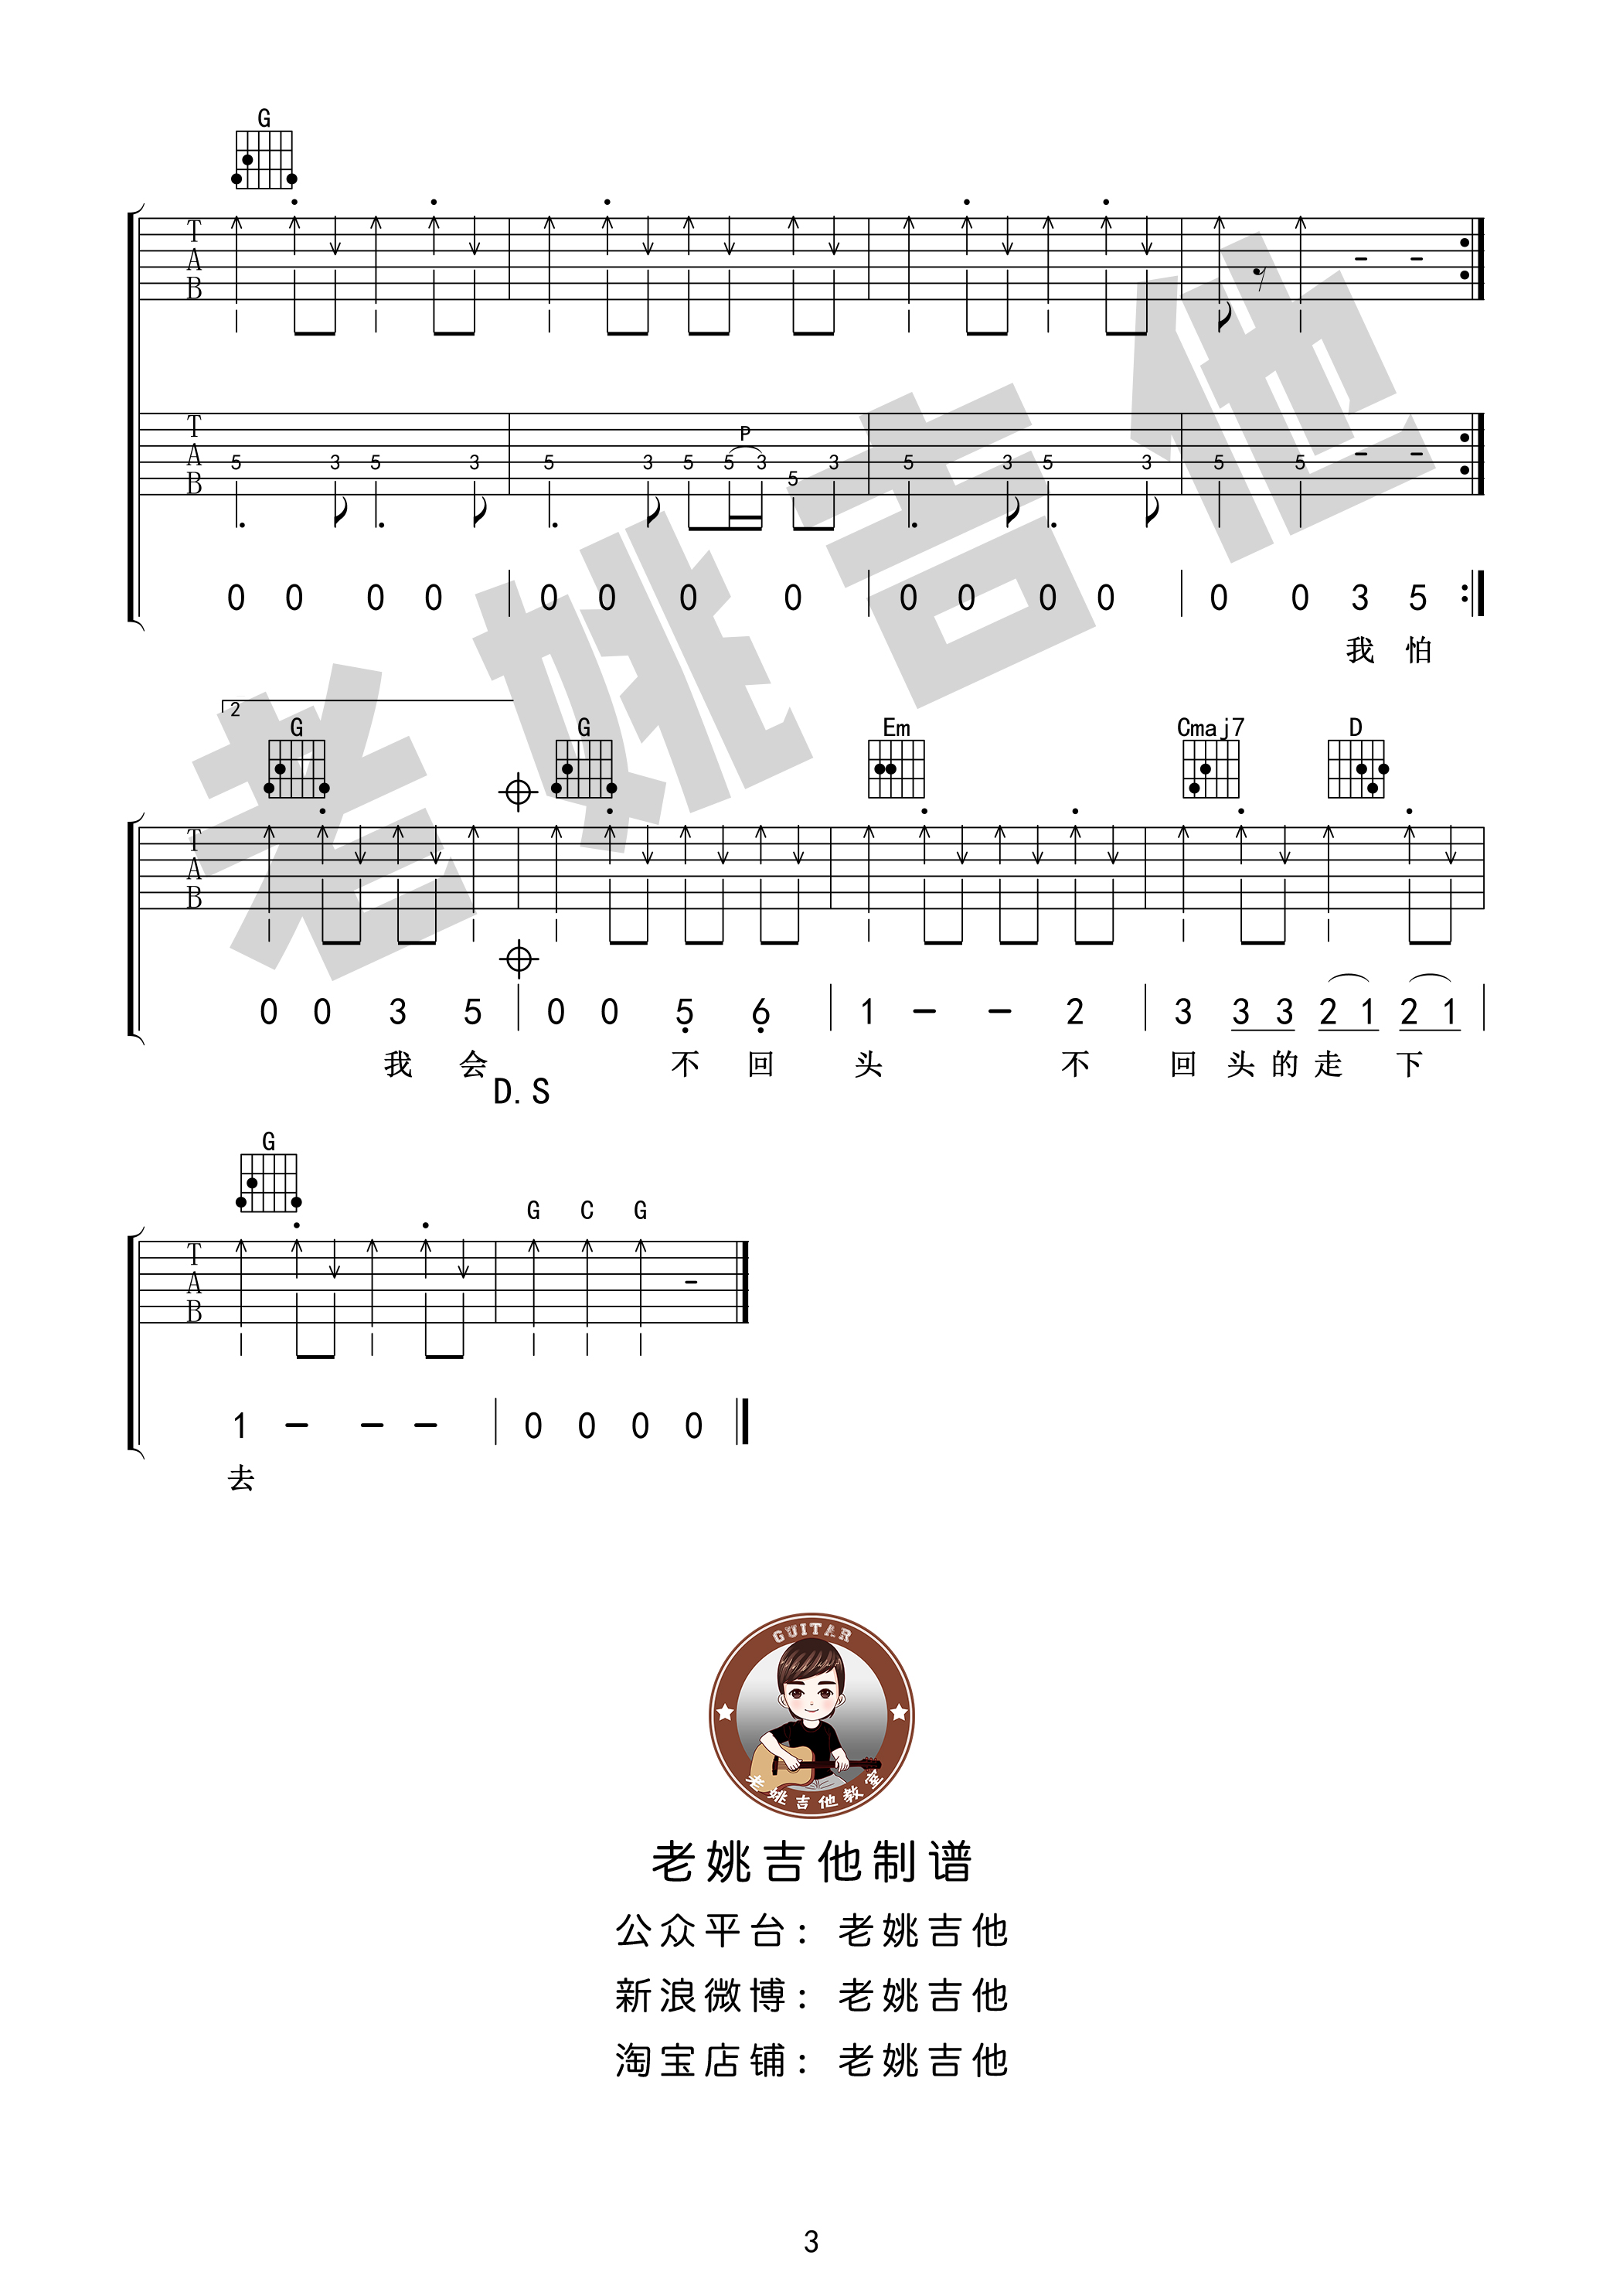 G
T
A
B
P
T
A
B
5 3 5 3 5 3 5 5 3 5 3 5 3 5 3 5 5
0 0 0 0 0 0 0 0 0 0 0 0 0 0 3 5
我 怕
2
G G Em Cmaj7 D
T
A
B
0 0 3 5 0 0 5 6 1 - - 2 3 3 3 2 1 2 1
我 会 不 回 头 不 回 头 的 走 下
D.S
G
G C G
T
A
B
1 - - - 0 0 0 0
去
老姚吉他
GUITAR
老姚吉他教室
老姚吉他制谱
公众平台：老姚吉他
新浪微博：老姚吉他
淘宝店铺：老姚吉他
3